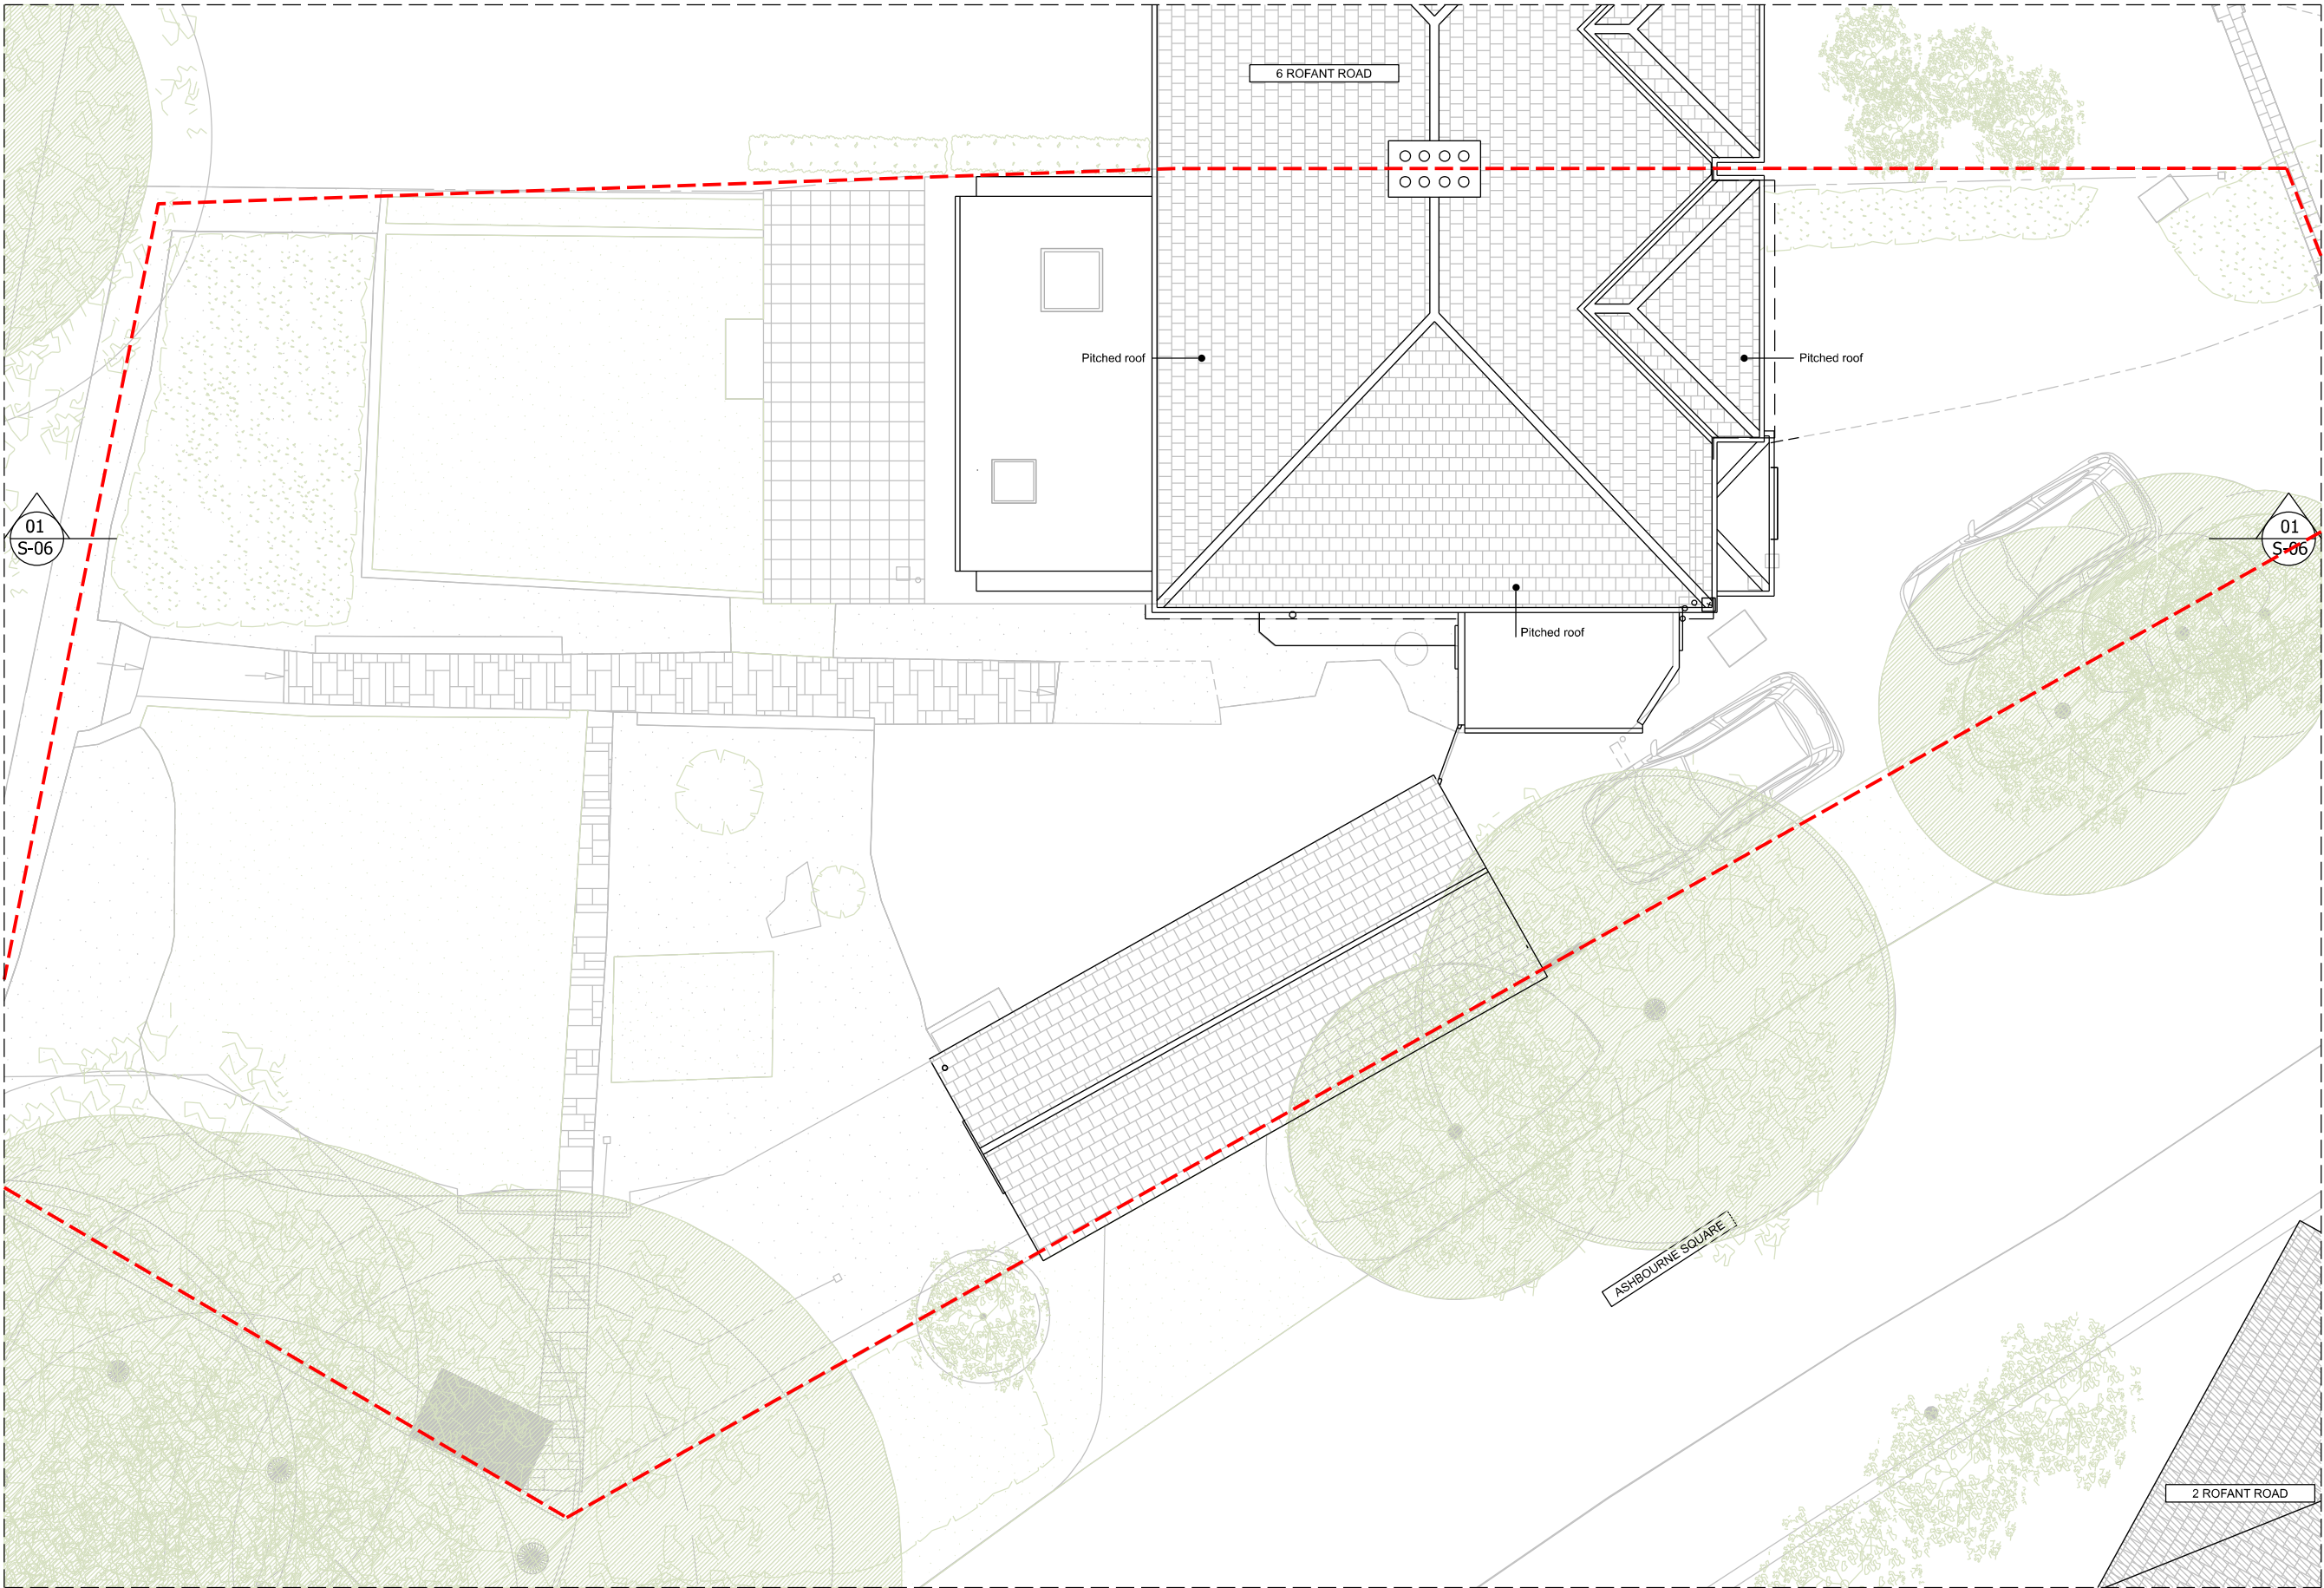 6 ROFANT ROAD
Pitched roof
Pitched roof
01
S-06
01
S-06
Pitched roof
ASHBOURNE SQUARE
2 ROFANT ROAD